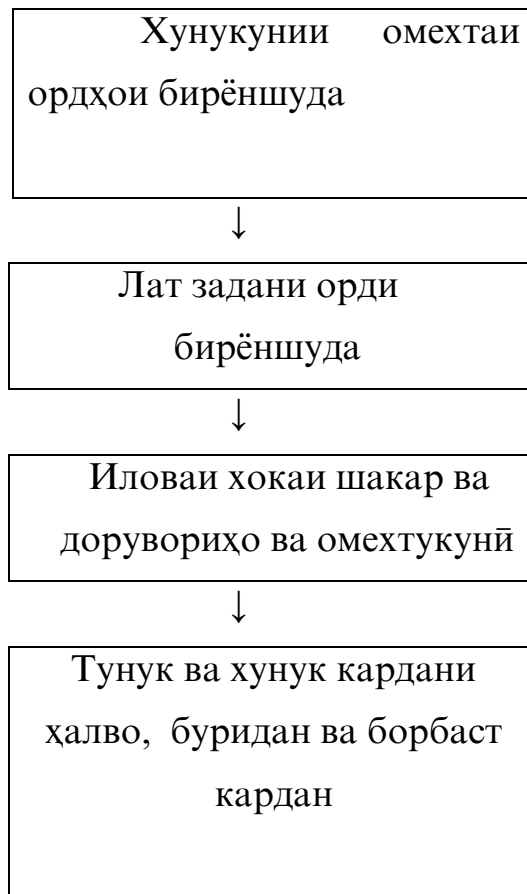 Хунукунии омехтаи
ордҳои бирёншуда
↓
Лат задани орди
бирёншуда
↓
Иловаи хокаи шакар ва
дорувориҳо ва омехтукунӣ
↓
Тунук ва хунук кардани
ҳалво, буридан ва борбаст
кардан